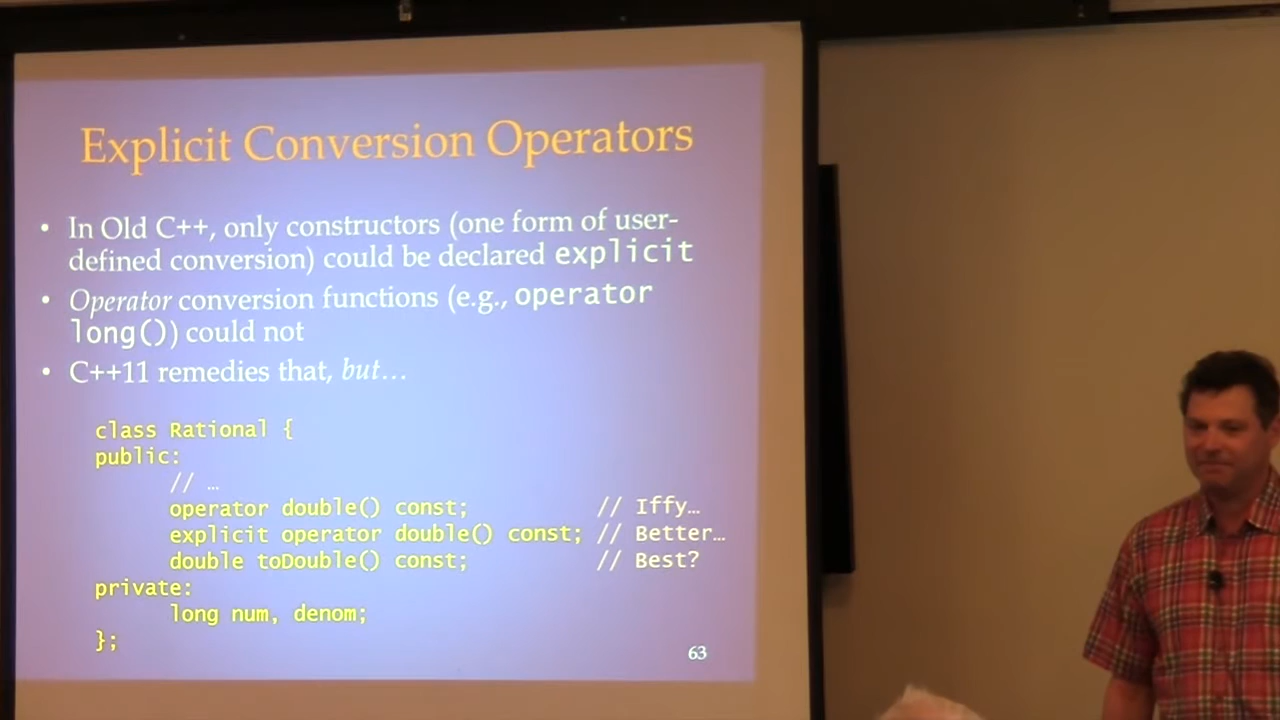 Explicit Conversion Operators
• In Old C++, only constructors (one form of user-
defined conversion) could be declared explicit
• Operator conversion functions (e.g., operator
long()) could not
• C++11 remedies that, but…
class Rational {
public:
// …
operator double() const; // Iffy…
explicit operator double() const; // Better…
double toDouble() const; // Best?
private:
long num, denom;
};
63